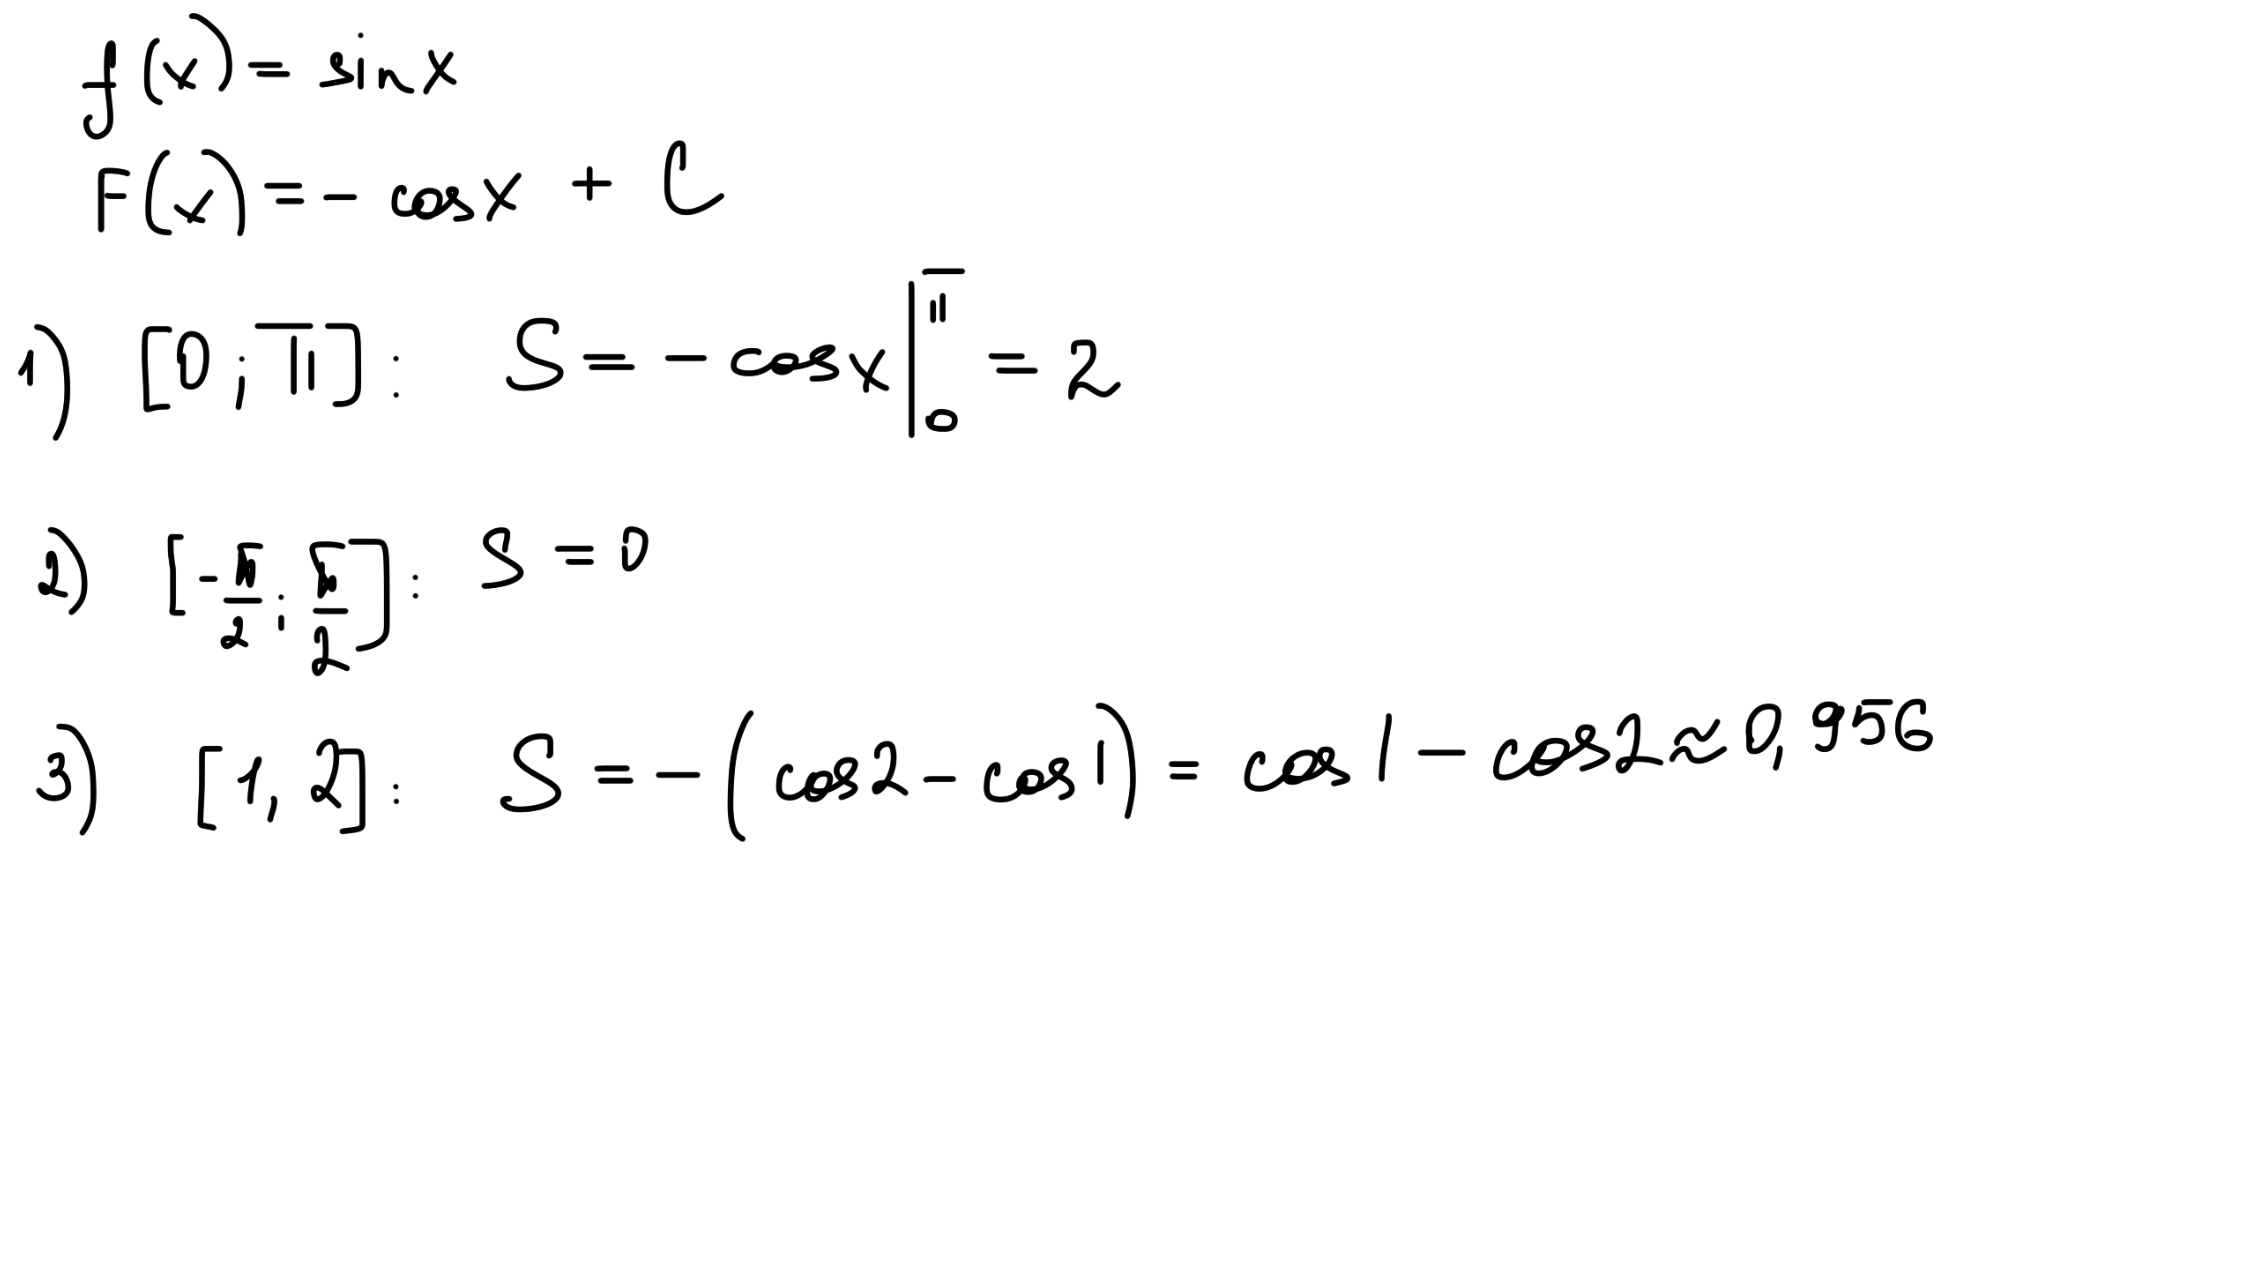 f(x) = sin x
F(x) = - cos x + C
1) [0 ; π] : S = - cos x |₀^π = 2
2) [-π/2 ; π/2] : S = 0
3) [1, 2] : S = - (cos 2 - cos 1) = cos 1 - cos 2 ≈ 0,956